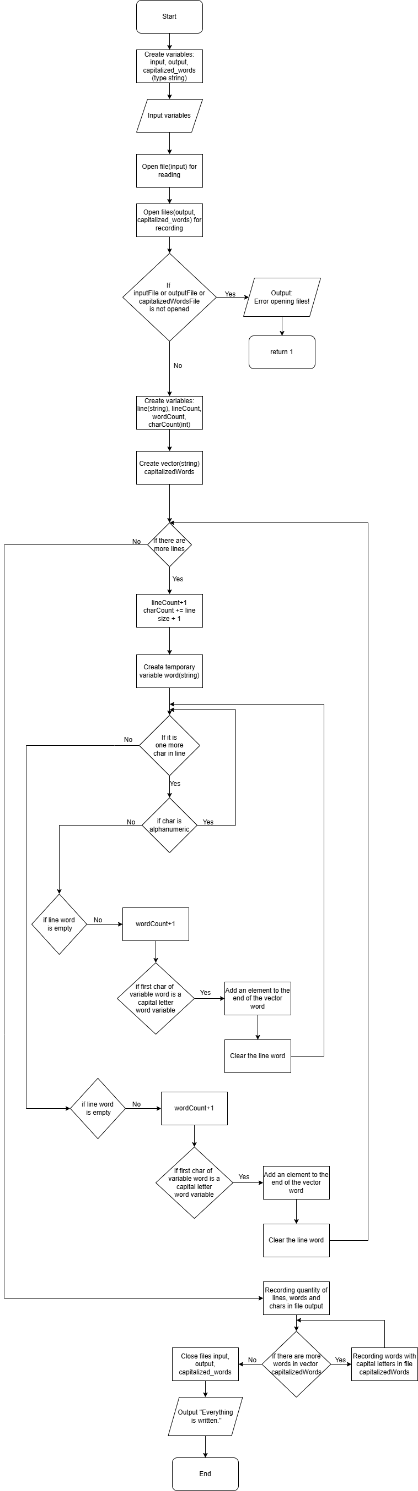 Start
Create variables:
input, output,
capitalized_words
(type string)
Input variables
Open file(input) for
reading
Open files(output,
capitalized_words) for
recording
If
inputFile or outputFile or
capitalizedWordsFile
is not opened
Yes
Output:
Error opening files!
return 1
No
Create variables:
line(string), lineCount,
wordCount,
charCount(int)
Create vector(string)
capitalizedWords
If there are
more lines
No
Yes
lineCount+1
charCount += line
size + 1
Create temporary
variable word(string)
If it is
one more
char in line
No
Yes
if char is
alphanumeric
No
Yes
if line word
is empty
No
wordCount+1
if first char of
variable word is a
capital letter
word variable
Yes
Add an element to the
end of the vector
word
Clear the line word
if line word
is empty
No
wordCount+1
if first char of
variable word is a
capital letter
word variable
Yes
Add an element to the
end of the vector
word
Clear the line word
Recording quantity of
lines, words and
chars in file output
If there are more
words in vector
capitalizedWords
No
Yes
Recording words with
capital letters in file
capitalizedWords
Close files input,
output,
capitalized_words
Output "Everything
is written."
End